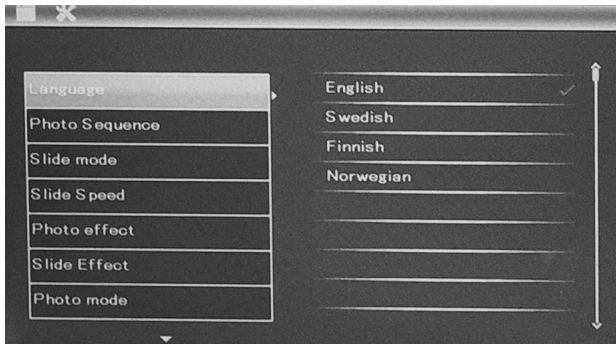 Language
Photo Sequence
Slide mode
Slide Speed
Photo effect
Slide Effect
Photo mode
English
Swedish
Finnish
Norwegian